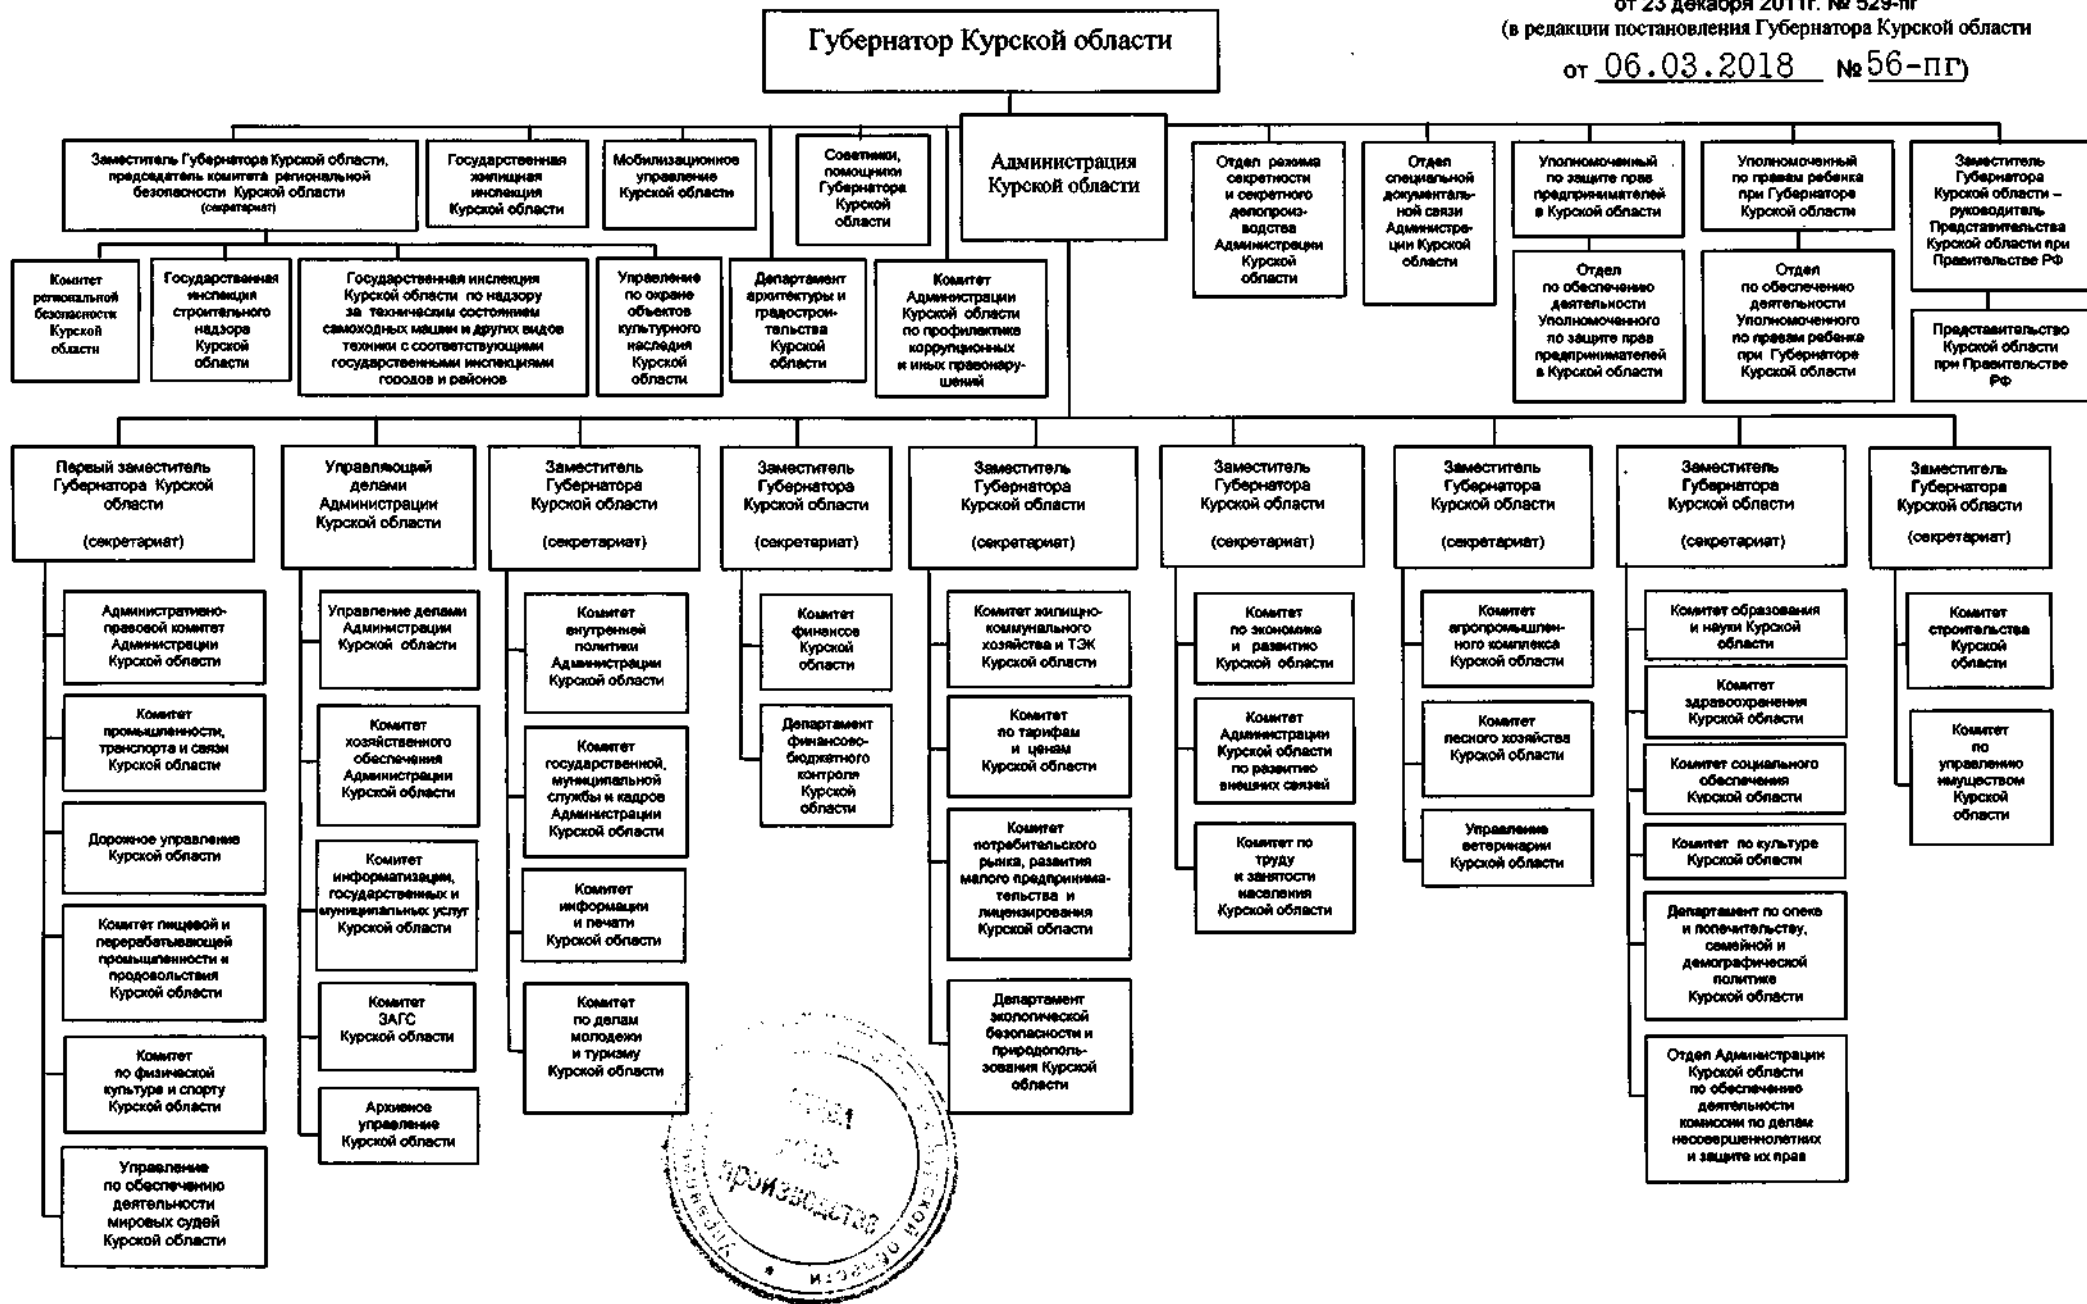 от 23 декабря 2011г. № 529-пг
(в редакции постановления Губернатора Курской области
от 06.03.2018 № 56-пг)
Губернатор Курской области
Администрация
Курской области
Заместитель Губернатора Курской области,
председатель комитета региональной
безопасности Курской области
(секретариат)
Государственная
жилищная
инспекция
Курской области
Мобилизационное
управление
Курской области
Советники,
помощники
Губернатора
Курской
области
Отдел режима
секретности
и секретного
делопроиз-
водства
Администрации
Курской
области
Отдел
специальной
документаль-
ной связи
Администра-
ции Курской
области
Уполномоченный
по защите прав
предпринимателей
в Курской области
Уполномоченный
по правам ребенка
при Губернаторе
Курской области
Заместитель
Губернатора
Курской области –
руководитель
Представительства
Курской области при
Правительстве РФ
Комитет
региональной
безопасности
Курской
области
Государственная
инспекция
строительного
надзора
Курской
области
Государственная инспекция
Курской области по надзору
за техническим состоянием
самоходных машин и других видов
техники с соответствующими
государственными инспекциями
городов и районов
Управление
по охране
объектов
культурного
наследия
Курской
области
Департамент
архитектуры и
градострои-
тельства
Курской
области
Комитет
Администрации
Курской области
по профилактике
коррупционных
и иных правонару-
шений
Отдел
по обеспечению
деятельности
Уполномоченного
по защите прав
предпринимателей
в Курской области
Отдел
по обеспечению
деятельности
Уполномоченного
по правам ребенка
при Губернаторе
Курской области
Представительство
Курской области
при Правительстве
РФ
Первый заместитель
Губернатора Курской
области
(секретариат)
Управляющий
делами
Администрации
Курской области
Заместитель
Губернатора
Курской области
(секретариат)
Заместитель
Губернатора
Курской области
(секретариат)
Заместитель
Губернатора
Курской области
(секретариат)
Заместитель
Губернатора
Курской области
(секретариат)
Заместитель
Губернатора
Курской области
(секретариат)
Заместитель
Губернатора
Курской области
(секретариат)
Заместитель
Губернатора
Курской области
(секретариат)
Административно-
правовой комитет
Администрации
Курской области
Комитет
промышленности,
транспорта и связи
Курской области
Дорожное управление
Курской области
Комитет пищевой и
перерабатывающей
промышленности и
продовольствия
Курской области
Комитет
по физической
культуре и спорту
Курской области
Управление
по обеспечению
деятельности
мировых судей
Курской области
Управление делами
Администрации
Курской области
Комитет
хозяйственного
обеспечения
Администрации
Курской области
Комитет
информатизации,
государственных и
муниципальных услуг
Курской области
Комитет
ЗАГС
Курской области
Архивное
управление
Курской области
Комитет
внутренней
политики
Администрации
Курской области
Комитет
государственной,
муниципальной
службы и кадров
Администрации
Курской области
Комитет
информации
и печати
Курской области
Комитет
по делам
молодежи
и туризму
Курской области
Комитет
финансов
Курской
области
Департамент
финансово-
бюджетного
контроля
Курской
области
Комитет жилищно-
коммунального
хозяйства и ТЭК
Курской области
Комитет
по тарифам
и ценам
Курской области
Комитет
потребительского
рынка, развития
малого предпринима-
тельства и
лицензирования
Курской области
Департамент
экологической
безопасности и
природополь-
зования Курской
области
Комитет
по экономике
и развитию
Курской области
Комитет
Администрации
Курской области
по развитию
внешних связей
Комитет по
труду
и занятости
населения
Курской области
Комитет
агропромышлен-
ного комплекса
Курской области
Комитет
лесного хозяйства
Курской области
Управление
ветеринарии
Курской области
Комитет образования
и науки Курской
области
Комитет
здравоохранения
Курской области
Комитет социального
обеспечения
Курской области
Комитет по культуре
Курской области
Департамент по опеке
и попечительству,
семейной и
демографической
политике
Курской области
Отдел Администрации
Курской области
по обеспечению
деятельности
комиссии по делам
несовершеннолетних
и защите их прав
Комитет
строительства
Курской
области
Комитет
по
управлению
имуществом
Курской
области
производства
Курской области